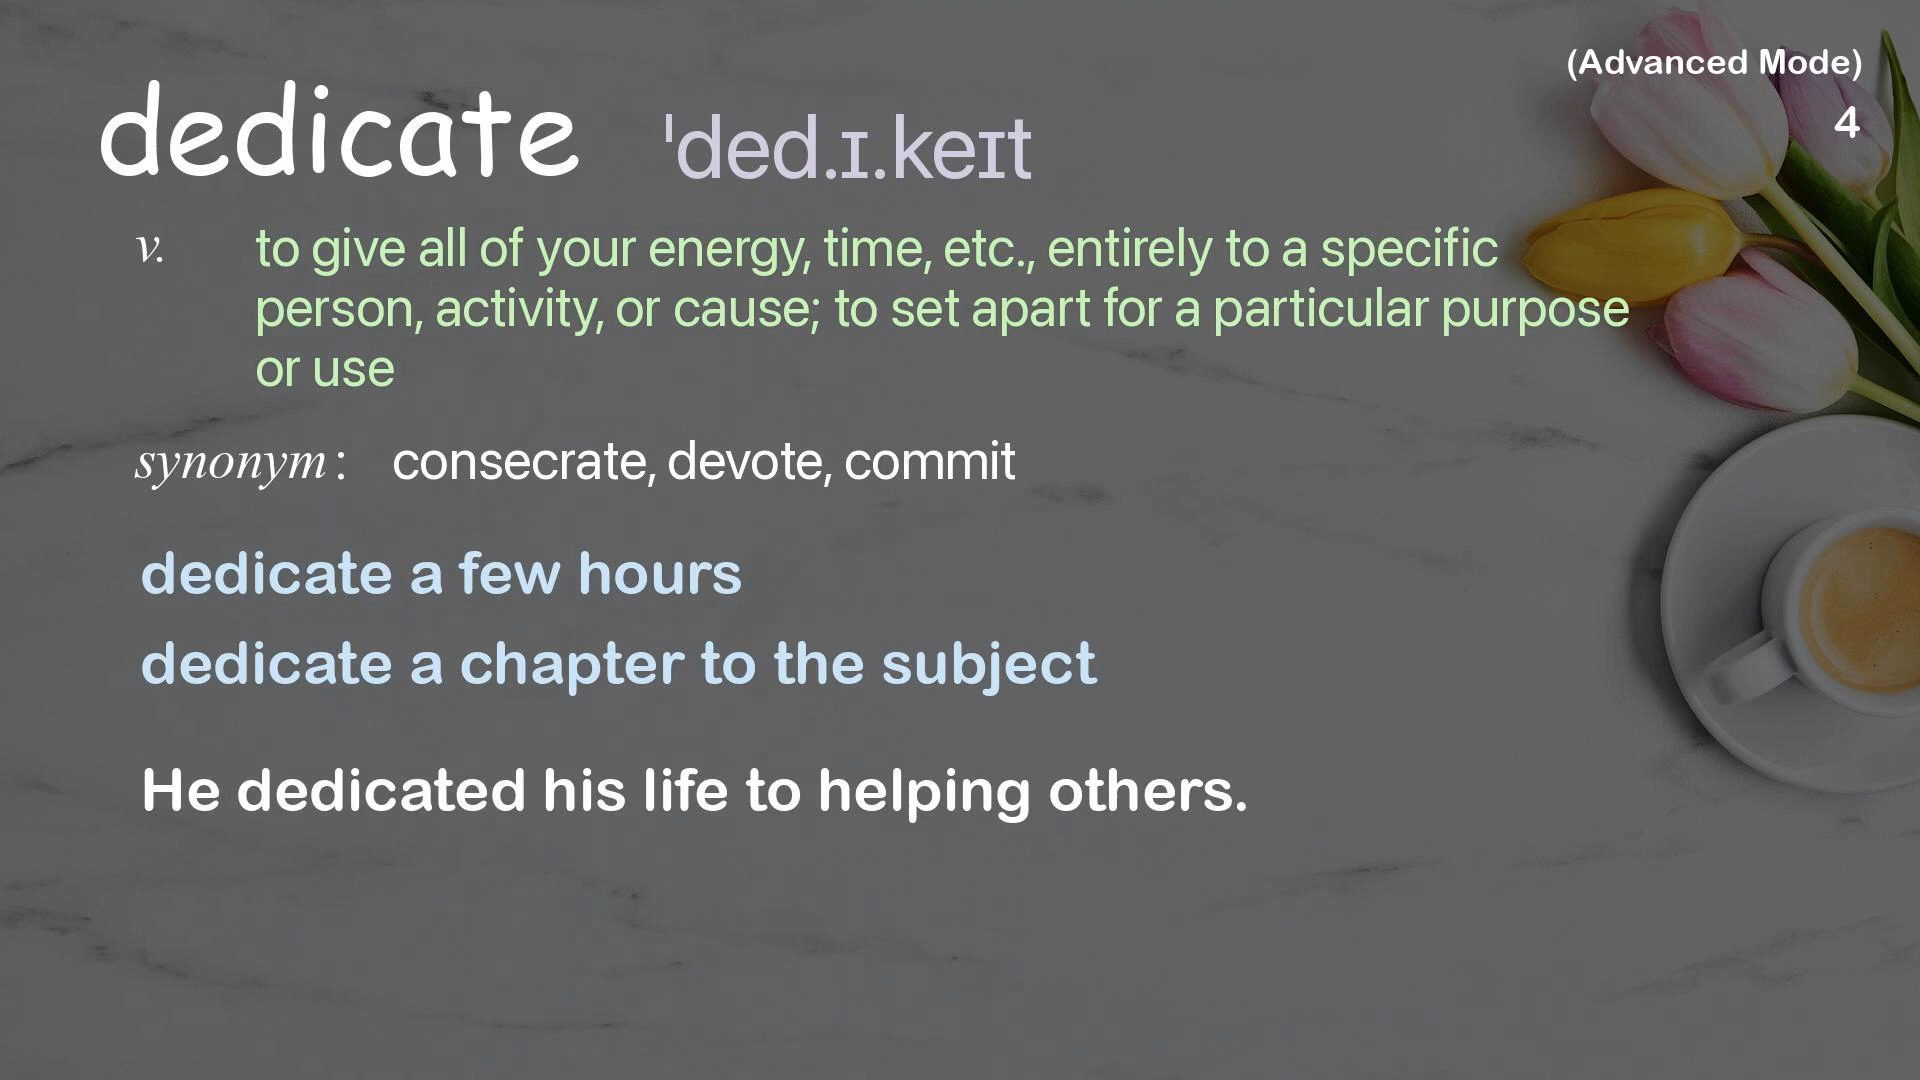 (Advanced Mode)
4
dedicate ˈded.ɪ.keɪt
v. to give all of your energy, time, etc., entirely to a specific
person, activity, or cause; to set apart for a particular purpose
or use
synonym : consecrate, devote, commit
dedicate a few hours
dedicate a chapter to the subject
He dedicated his life to helping others.